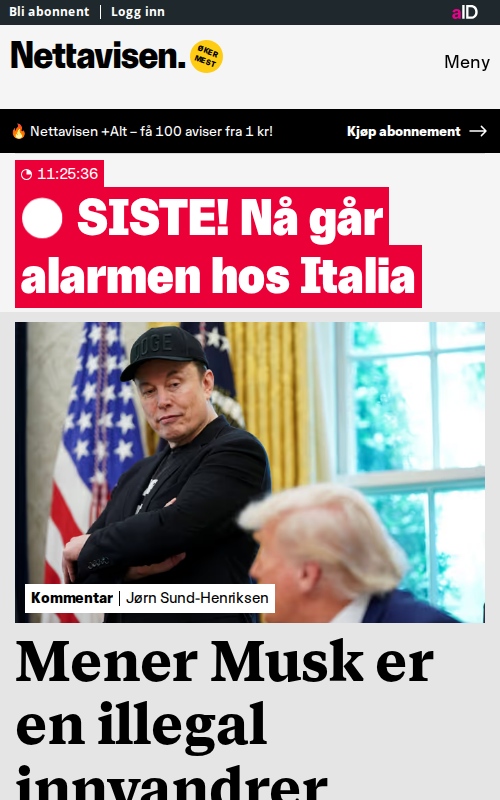 Bli abonnent | Logg inn
aID
Nettavisen.
ØKER
MEST
Meny
🔥 Nettavisen +Alt – få 100 aviser fra 1 kr!
Kjøp abonnement →
11:25:36
SISTE! Nå går
alarmen hos Italia
DOGE
Kommentar | Jørn Sund-Henriksen
Mener Musk er
en illegal
innvandrer